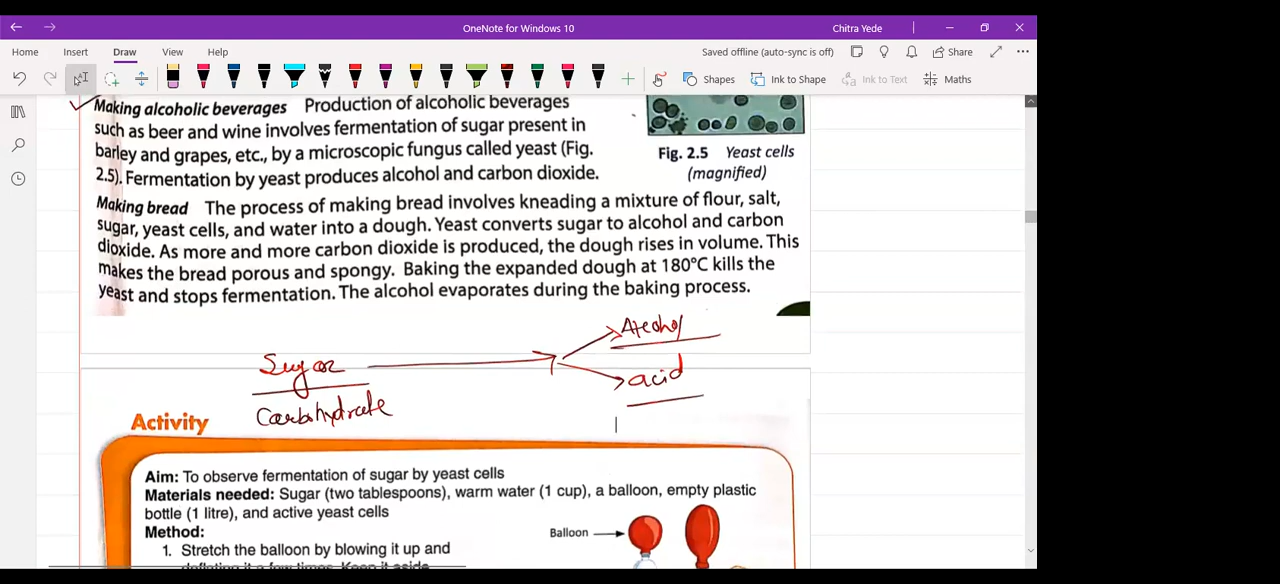 OneNote for Windows 10
Chitra Yede
Home Insert Draw View Help
Saved offline (auto-sync is off)
Share
Shapes
Ink to Shape
Ink to Text
Maths
Making alcoholic beverages Production of alcoholic beverages
such as beer and wine involves fermentation of sugar present in
barley and grapes, etc., by a microscopic fungus called yeast (Fig.
2.5). Fermentation by yeast produces alcohol and carbon dioxide.
Fig. 2.5 Yeast cells
(magnified)
Making bread The process of making bread involves kneading a mixture of flour, salt,
sugar, yeast cells, and water into a dough. Yeast converts sugar to alcohol and carbon
dioxide. As more and more carbon dioxide is produced, the dough rises in volume. This
makes the bread porous and spongy. Baking the expanded dough at 180°C kills the
yeast and stops fermentation. The alcohol evaporates during the baking process.
Alcohol
Sugar
acid
Carbohydrate
Activity
Aim: To observe fermentation of sugar by yeast cells
Materials needed: Sugar (two tablespoons), warm water (1 cup), a balloon, empty plastic
bottle (1 litre), and active yeast cells
Method:
Balloon
1. Stretch the balloon by blowing it up and
deflating it a few times. Keep it aside